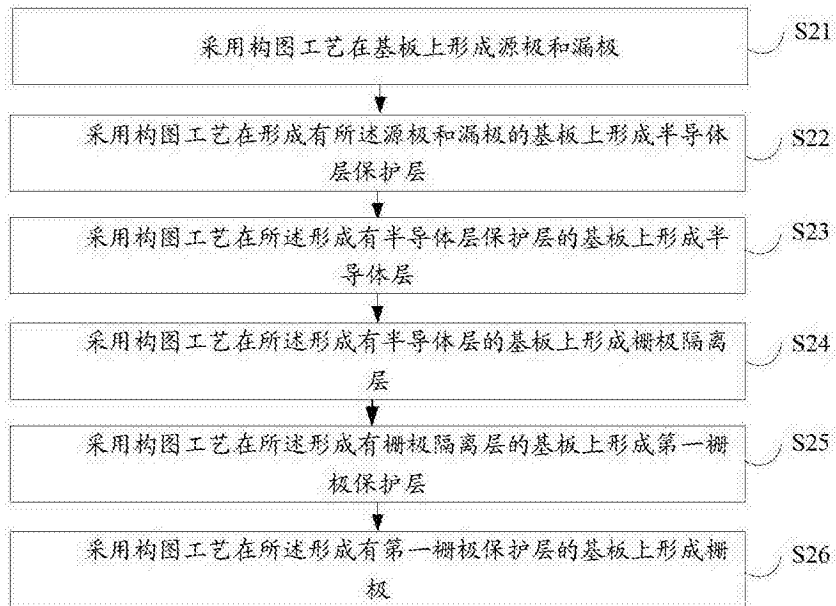 采用构图工艺在基板上形成源极和漏极
S21
采用构图工艺在形成有所述源极和漏极的基板上形成半导体
层保护层
S22
采用构图工艺在所述形成有半导体层保护层的基板上形成半
导体层
S23
采用构图工艺在所述形成有半导体层的基板上形成栅极隔离
层
S24
采用构图工艺在所述形成有栅极隔离层的基板上形成第一栅
极保护层
S25
采用构图工艺在所述形成有第一栅极保护层的基板上形成栅
极
S26